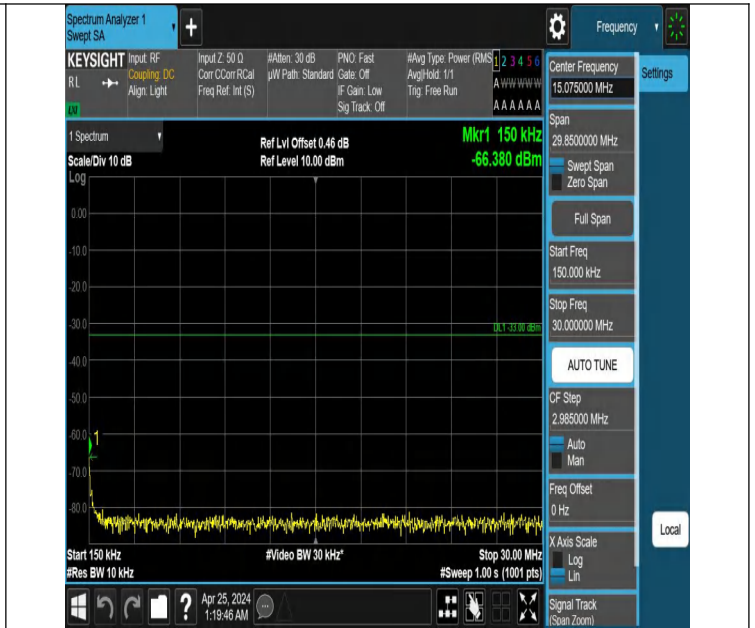 Spectrum Analyzer 1
Swept SA
+
Frequency
KEYSIGHT
RL
LXI
Input: RF
Coupling: DC
Align: Light
Input Z: 50 Ω
Corr CCorr RCal
Freq Ref: Int (S)
#Atten: 30 dB
µW Path: Standard
PNO: Fast
Gate: Off
IF Gain: Low
Sig Track: Off
#Avg Type: Power (RMS
Avg|Hold: 1/1
Trig: Free Run
1 2 3 4 5 6
A W W W W W
A A A A A A
1 Spectrum
Scale/Div 10 dB
Log
Ref Lvl Offset 0.46 dB
Ref Level 10.00 dBm
Mkr1 150 kHz
-66.380 dBm
0.00
-10.0
-20.0
-30.0
DL1 -33.00 dBm
-40.0
-50.0
-60.0
1
-70.0
-80.0
Start 150 kHz
#Res BW 10 kHz
#Video BW 30 kHz*
Stop 30.00 MHz
#Sweep 1.00 s (1001 pts)
?
Apr 25, 2024
1:19:46 AM
Center Frequency
15.075000 MHz
Settings
Span
29.8500000 MHz
Swept Span
Zero Span
Full Span
Start Freq
150.000 kHz
Stop Freq
30.000000 MHz
AUTO TUNE
CF Step
2.985000 MHz
Auto
Man
Freq Offset
0 Hz
X Axis Scale
Log
Lin
Signal Track
(Span Zoom)
Local